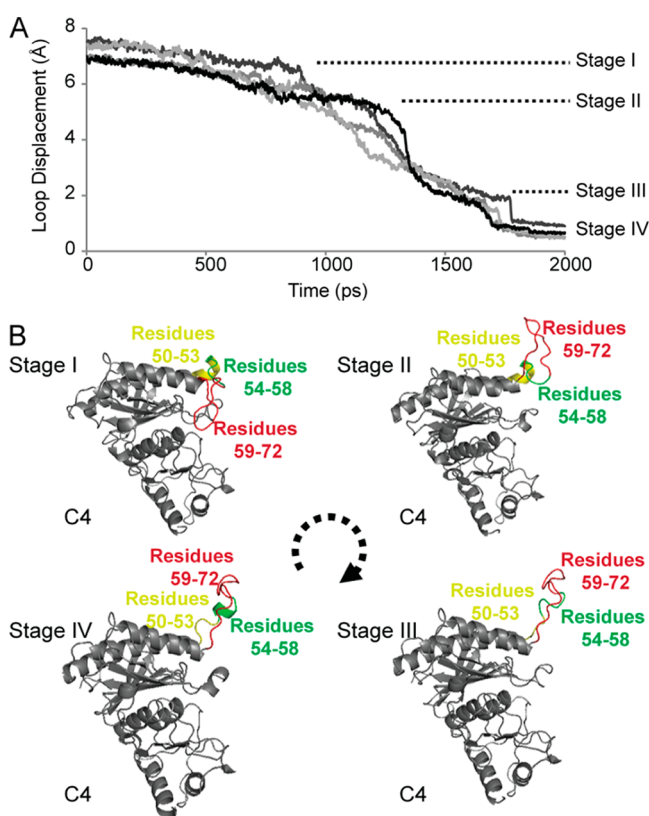 A
Loop Displacement (Å)
8
6
4
2
0
0
500
1000
1500
2000
Time (ps)
Stage I
Stage II
Stage III
Stage IV
B
Stage I
Residues
50-53
Residues
54-58
Residues
59-72
C4
Stage II
Residues
50-53
Residues
59-72
Residues
54-58
C4
Stage IV
Residues
59-72
Residues
50-53
Residues
54-58
C4
Stage III
Residues
59-72
Residues
50-53
Residues
54-58
C4